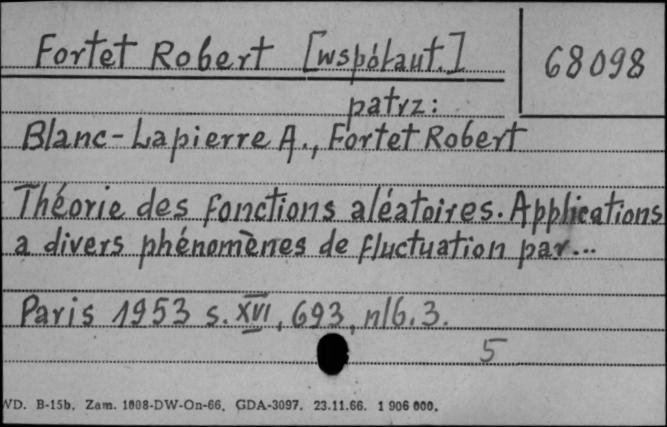 Fortet Robert [współaut.]
68098
patrz:
Blanc-Lapierre A., Fortet Robert
Théorie des fonctions aléatoires. Applications
a divers phénomènes de fluctuation par...
Paris 1953 s. XVI, 693, nlb. 3.
5
WD. B-15b. Zam. 1008-DW-On-66. GDA-3097. 23.11.66. 1 906 000.